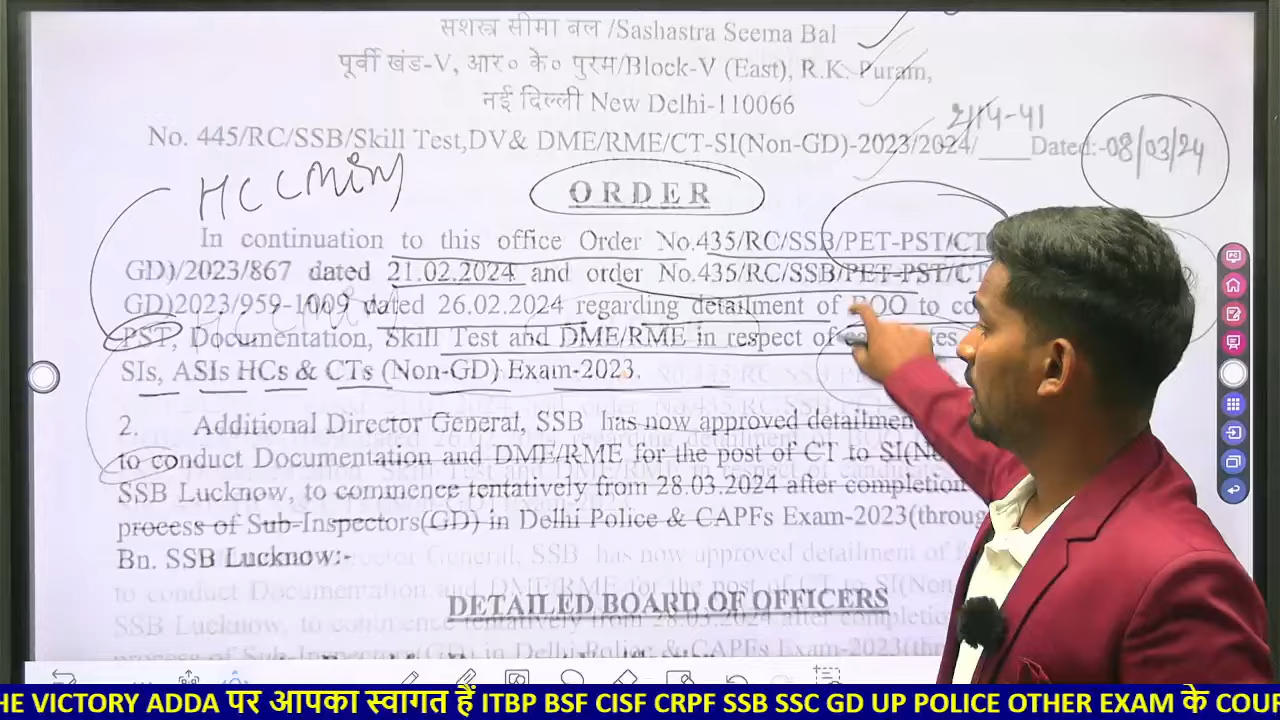 सशस्त्र सीमा बल /Sashastra Seema Bal
पूर्वी खंड-V, आर० के० पुरम/Block-V (East), R.K. Puram,
नई दिल्ली New Delhi-110066
No. 445/RC/SSB/Skill Test,DV& DME/RME/CT-SI(Non-GD)-2023/2024/____Dated:-08/03/24
ORDER
In continuation to this office Order No.435/RC/SSB/PET-PST/CT
GD)/2023/867 dated 21.02.2024 and order No.435/RC/SSB/PET-PST/CT
GD)2023/959-1009 dated 26.02.2024 regarding detailment of BOO to
PST, Documentation, Skill Test and DME/RME in respect of
SIs, ASIs HCs & CTs (Non-GD) Exam-2023.
2. Additional Director General, SSB has now approved detailment
to conduct Documentation and DME/RME for the post of CT to
SSB Lucknow, to commence tentatively from 28.03.2024 after completion
process of Sub-Inspectors(GD) in Delhi Police & CAPFs Exam-2023(throug
Bn. SSB Lucknow:-
DETAILED BOARD OF OFFICERS
HE VICTORY ADDA पर आपका स्वागत हैं ITBP BSF CISF CRPF SSB SSC GD UP POLICE OTHER EXAM के COUR